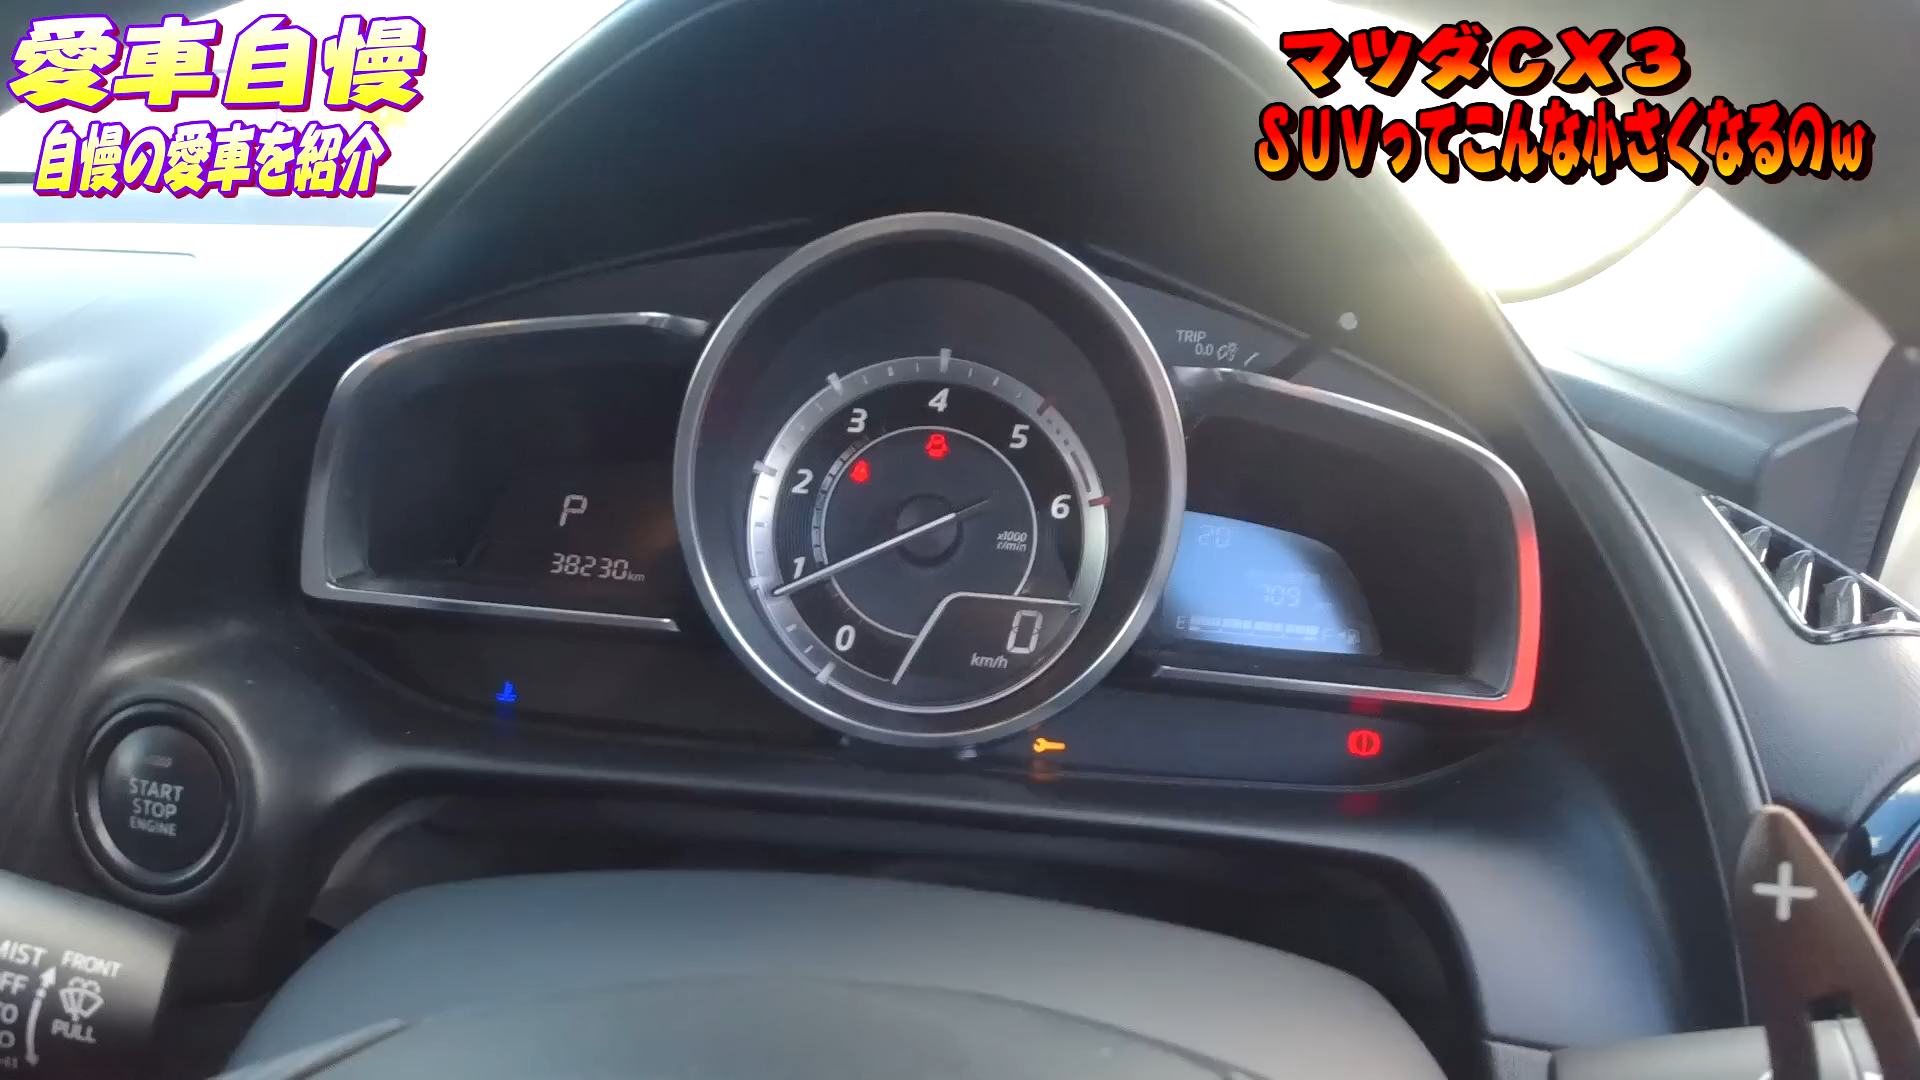 愛車自慢
自慢の愛車を紹介
マツダCX3
SUVってこんな小さくなるのw
TRIP
0.0
4
3
5
2
6
P
x1000
r/min
38230km
1
709
0
E F
0
km/h
START
STOP
ENGINE
MIST
FRONT
PULL
+